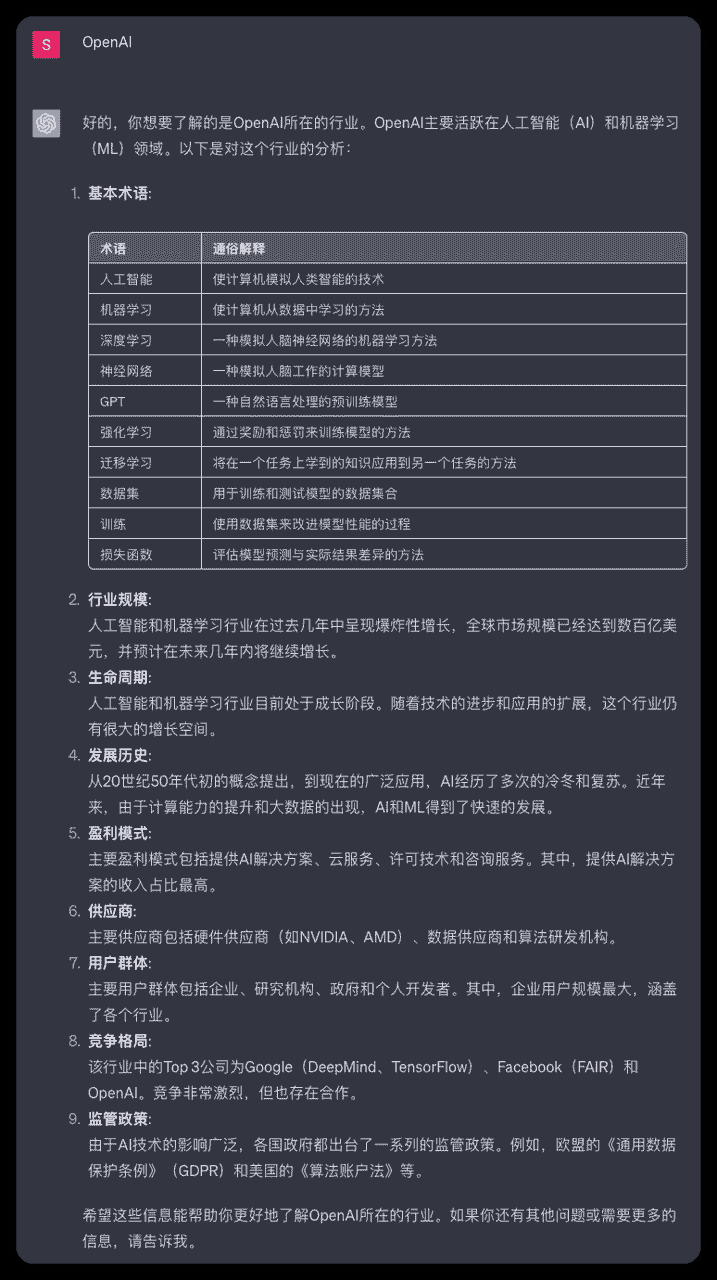 S
OpenAI
好的，你想要了解的是OpenAI所在的行业。OpenAI主要活跃在人工智能（AI）和机器学习
（ML）领域。以下是对这个行业的分析：
1. 基本术语:
术语 通俗解释
人工智能 使计算机模拟人类智能的技术
机器学习 使计算机从数据中学习的方法
深度学习 一种模拟人脑神经网络的机器学习方法
神经网络 一种模拟人脑工作的计算模型
GPT 一种自然语言处理的预训练模型
强化学习 通过奖励和惩罚来训练模型的方法
迁移学习 将在一个任务上学到的知识应用到另一个任务的方法
数据集 用于训练和测试模型的数据集合
训练 使用数据集来改进模型性能的过程
损失函数 评估模型预测与实际结果差异的方法
2. 行业规模:
人工智能和机器学习行业在过去几年中呈现爆炸性增长，全球市场规模已经达到数百亿美
元，并预计在未来几年内将继续增长。
3. 生命周期:
人工智能和机器学习行业目前处于成长阶段。随着技术的进步和应用的扩展，这个行业仍
有很大的增长空间。
4. 发展历史:
从20世纪50年代初的概念提出，到现在的广泛应用，AI经历了多次的冷冬和复苏。近年
来，由于计算能力的提升和大数据的出现，AI和ML得到了快速的发展。
5. 盈利模式:
主要盈利模式包括提供AI解决方案、云服务、许可技术和咨询服务。其中，提供AI解决方
案的收入占比最高。
6. 供应商:
主要供应商包括硬件供应商（如NVIDIA、AMD）、数据供应商和算法研发机构。
7. 用户群体:
主要用户群体包括企业、研究机构、政府和个人开发者。其中，企业用户规模最大，涵盖
了各个行业。
8. 竞争格局:
该行业中的Top 3公司为Google（DeepMind、TensorFlow）、Facebook（FAIR）和
OpenAI。竞争非常激烈，但也存在合作。
9. 监管政策:
由于AI技术的影响广泛，各国政府都出台了一系列的监管政策。例如，欧盟的《通用数据
保护条例》（GDPR）和美国的《算法账户法》等。
希望这些信息能帮助你更好地了解OpenAI所在的行业。如果你还有其他问题或需要更多的
信息，请告诉我。